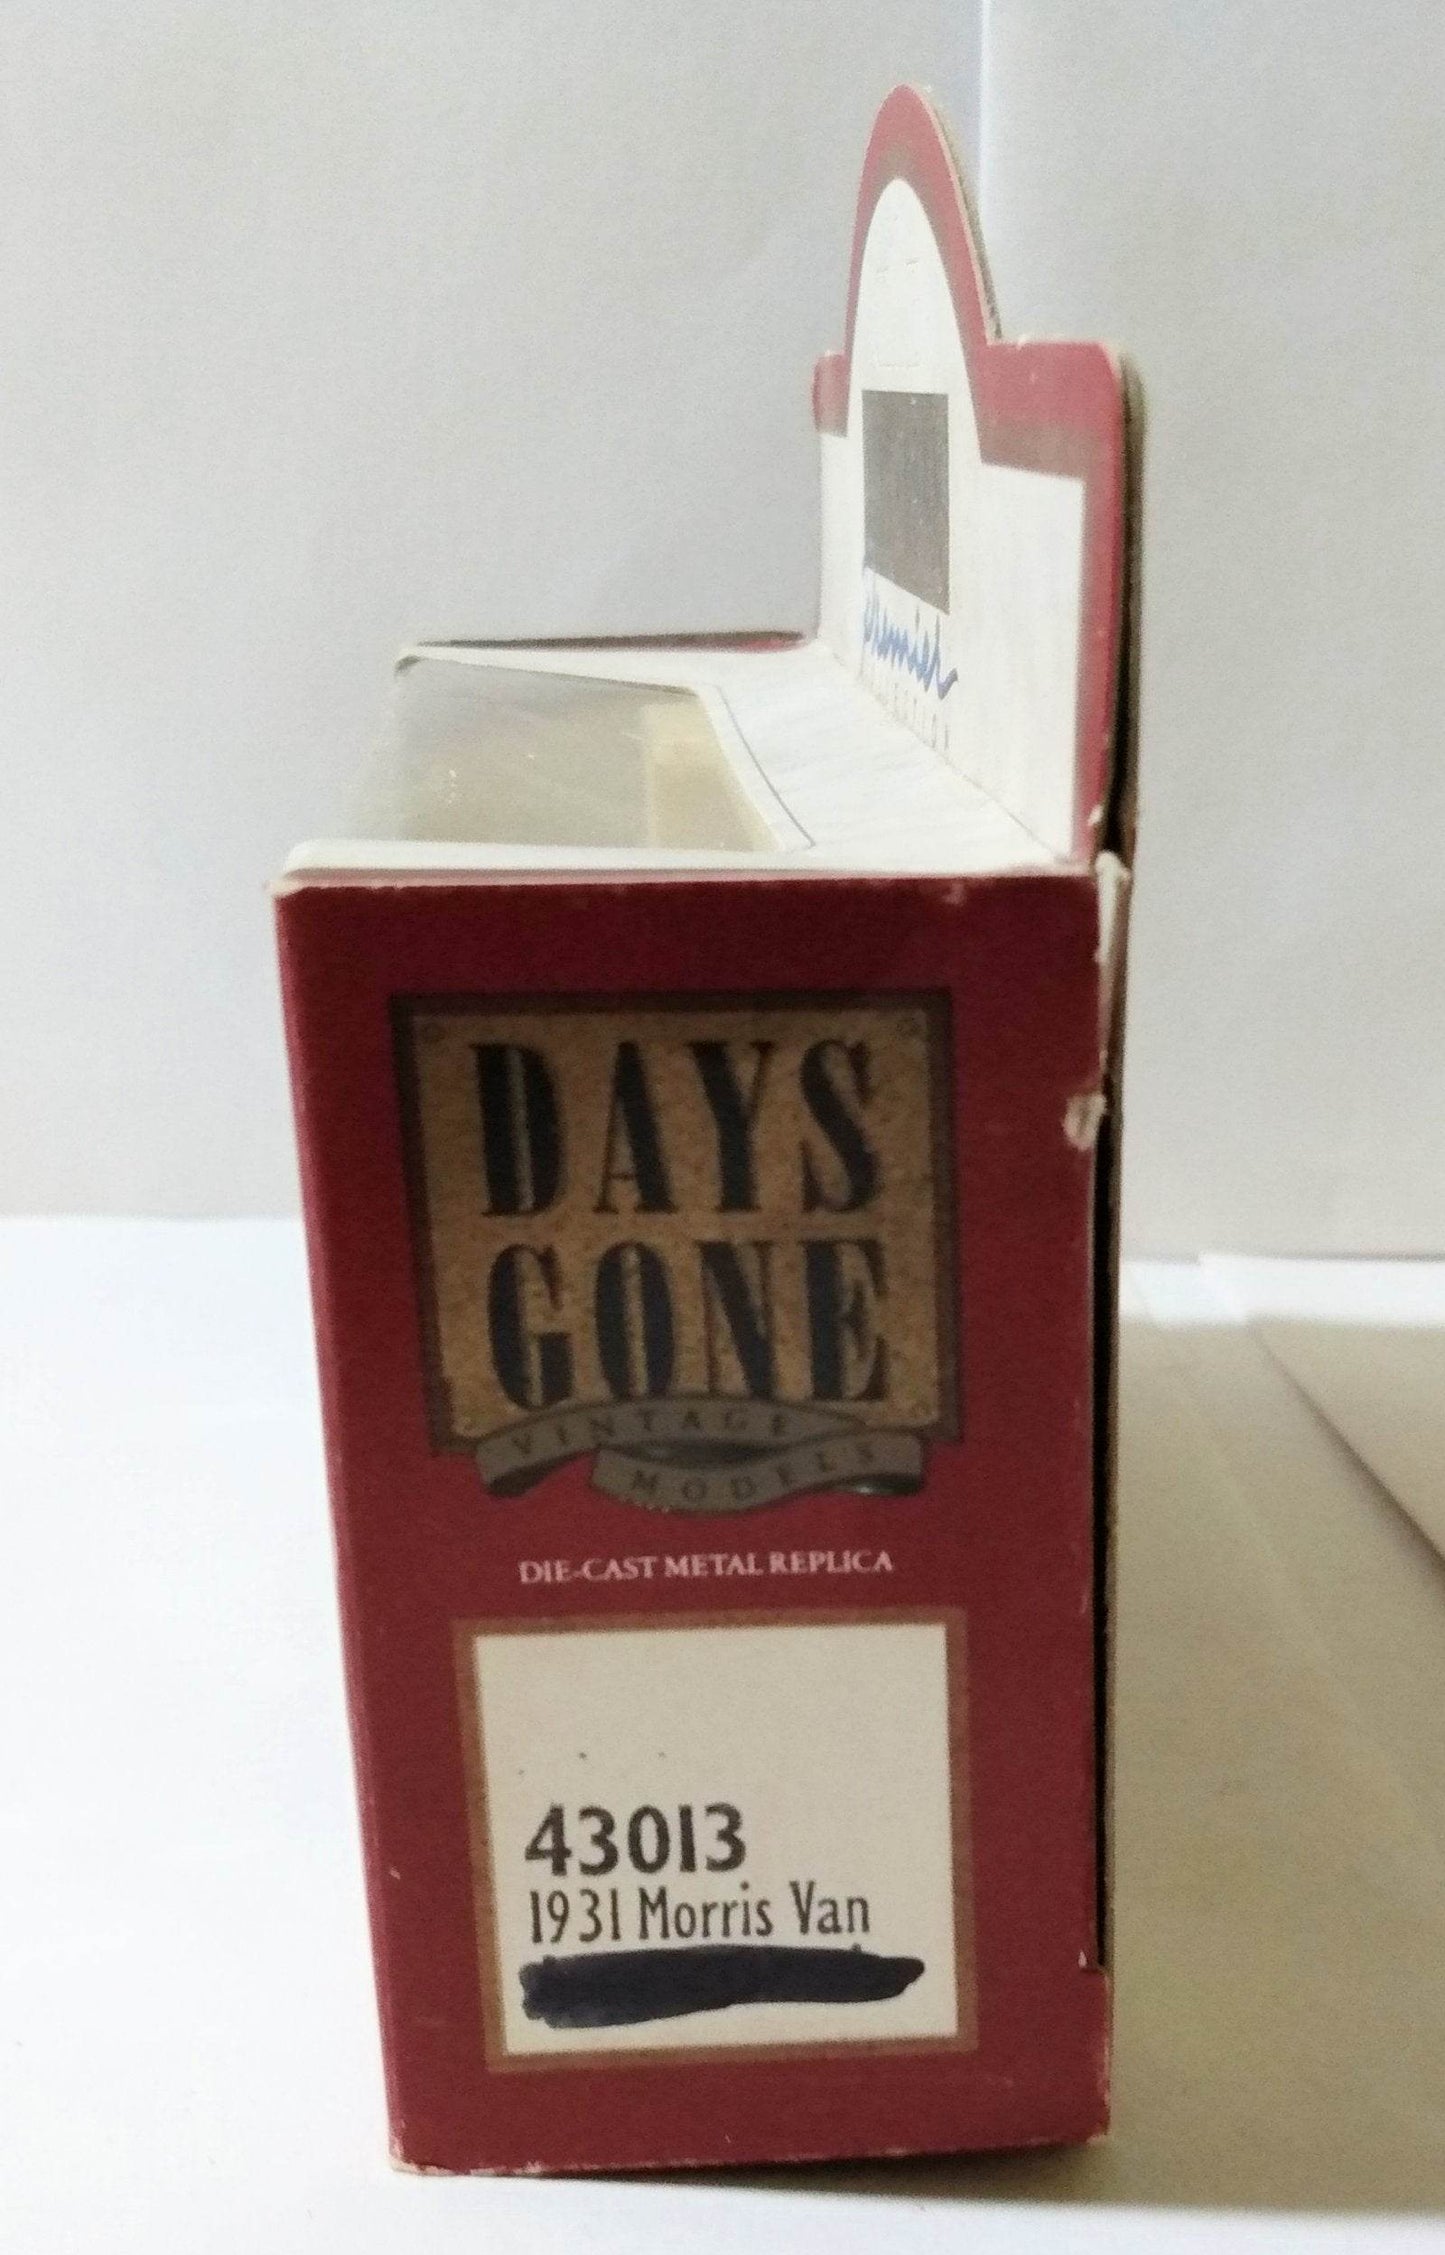 DAYS
GONE
VINTAGE
MODELS
DIE-CAST METAL REPLICA
43013
1931 Morris Van